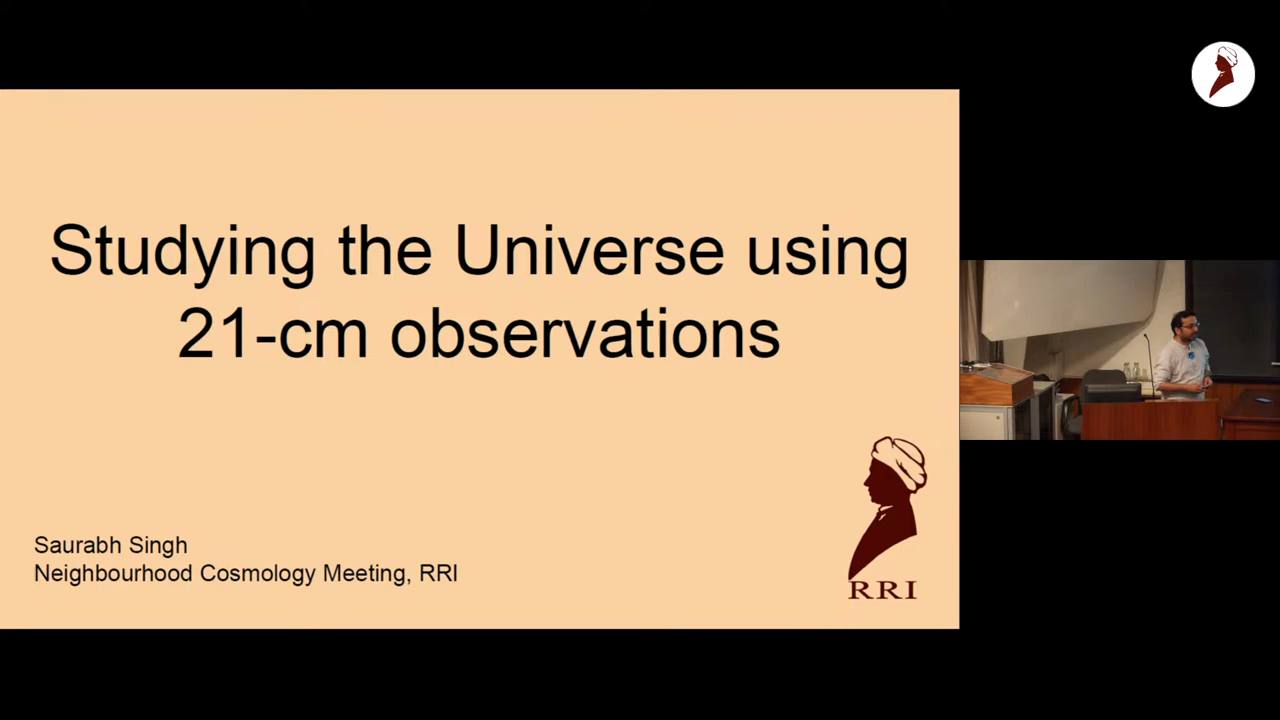 Studying the Universe using
21-cm observations
Saurabh Singh
Neighbourhood Cosmology Meeting, RRI
RRI